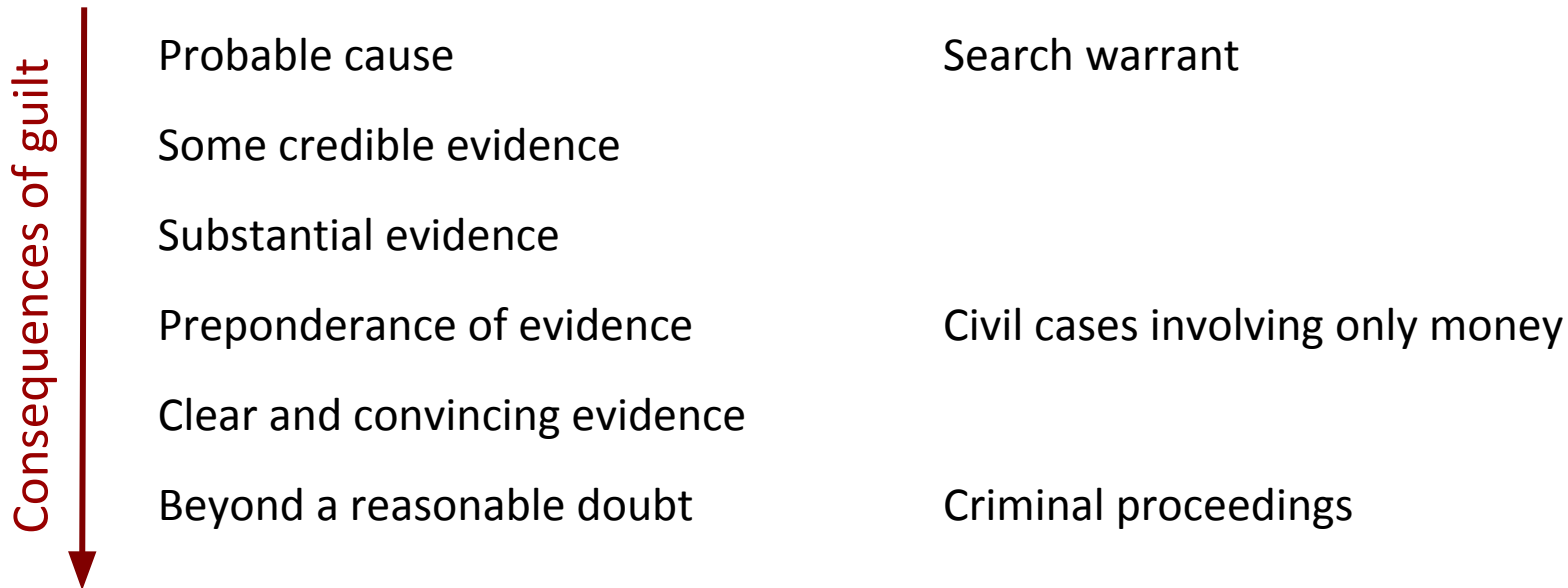 Consequences of guilt
Probable cause Search warrant
Some credible evidence
Substantial evidence
Preponderance of evidence Civil cases involving only money
Clear and convincing evidence
Beyond a reasonable doubt Criminal proceedings